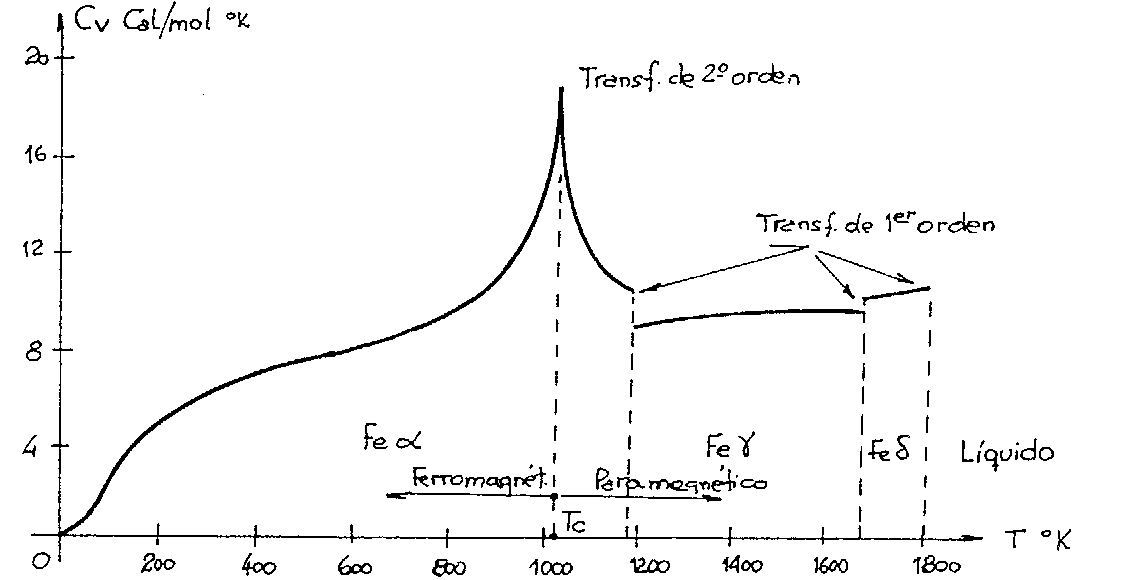 Cv Cal/mol °K
20
Transf. de 2º orden
16
Transf. de 1er orden
12
8
4
Fe α
Fe γ
Fe δ
Líquido
Ferromagnét.
Paramagnético
Tc
0
200
400
600
800
1000
1200
1400
1600
1800
T °K